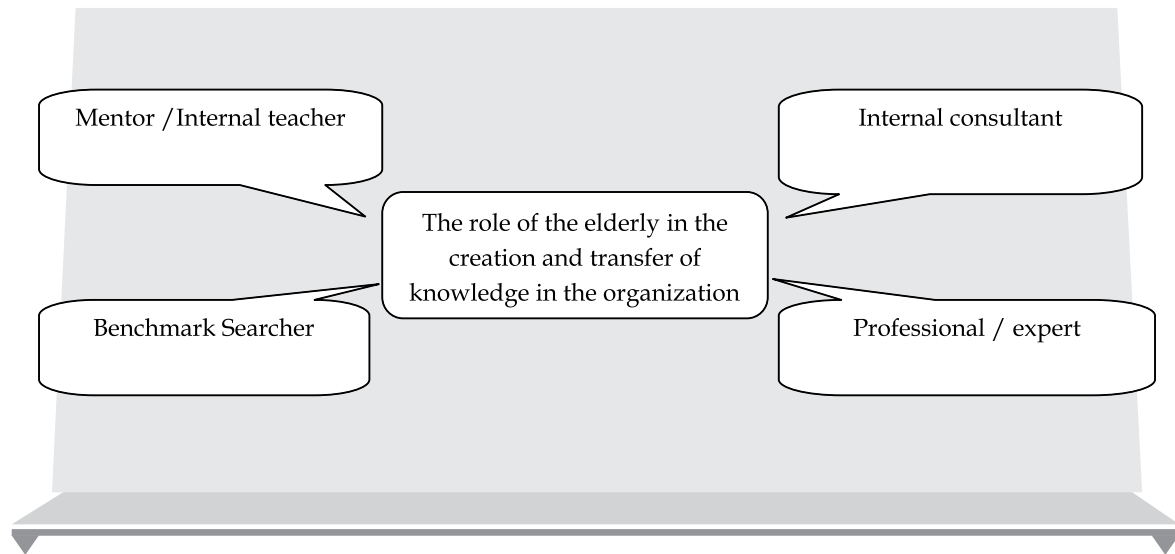 Mentor /Internal teacher
Internal consultant
The role of the elderly in the
creation and transfer of
knowledge in the organization
Benchmark Searcher
Professional / expert